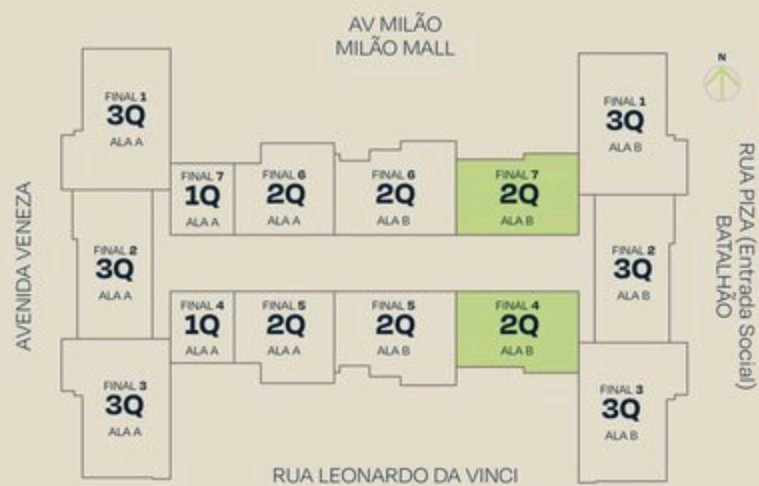 AV MILÃO
MILÃO MALL
N
FINAL 1
3Q
ALA A
FINAL 1
3Q
ALA B
FINAL 7
1Q
ALA A
FINAL 6
2Q
ALA A
FINAL 6
2Q
ALA B
FINAL 7
2Q
ALA B
AVENIDA VENEZA
FINAL 2
3Q
ALA A
FINAL 2
3Q
ALA B
RUA PIZA (Entrada Social)
BATALHÃO
FINAL 4
1Q
ALA A
FINAL 5
2Q
ALA A
FINAL 5
2Q
ALA B
FINAL 4
2Q
ALA B
FINAL 3
3Q
ALA A
FINAL 3
3Q
ALA B
RUA LEONARDO DA VINCI